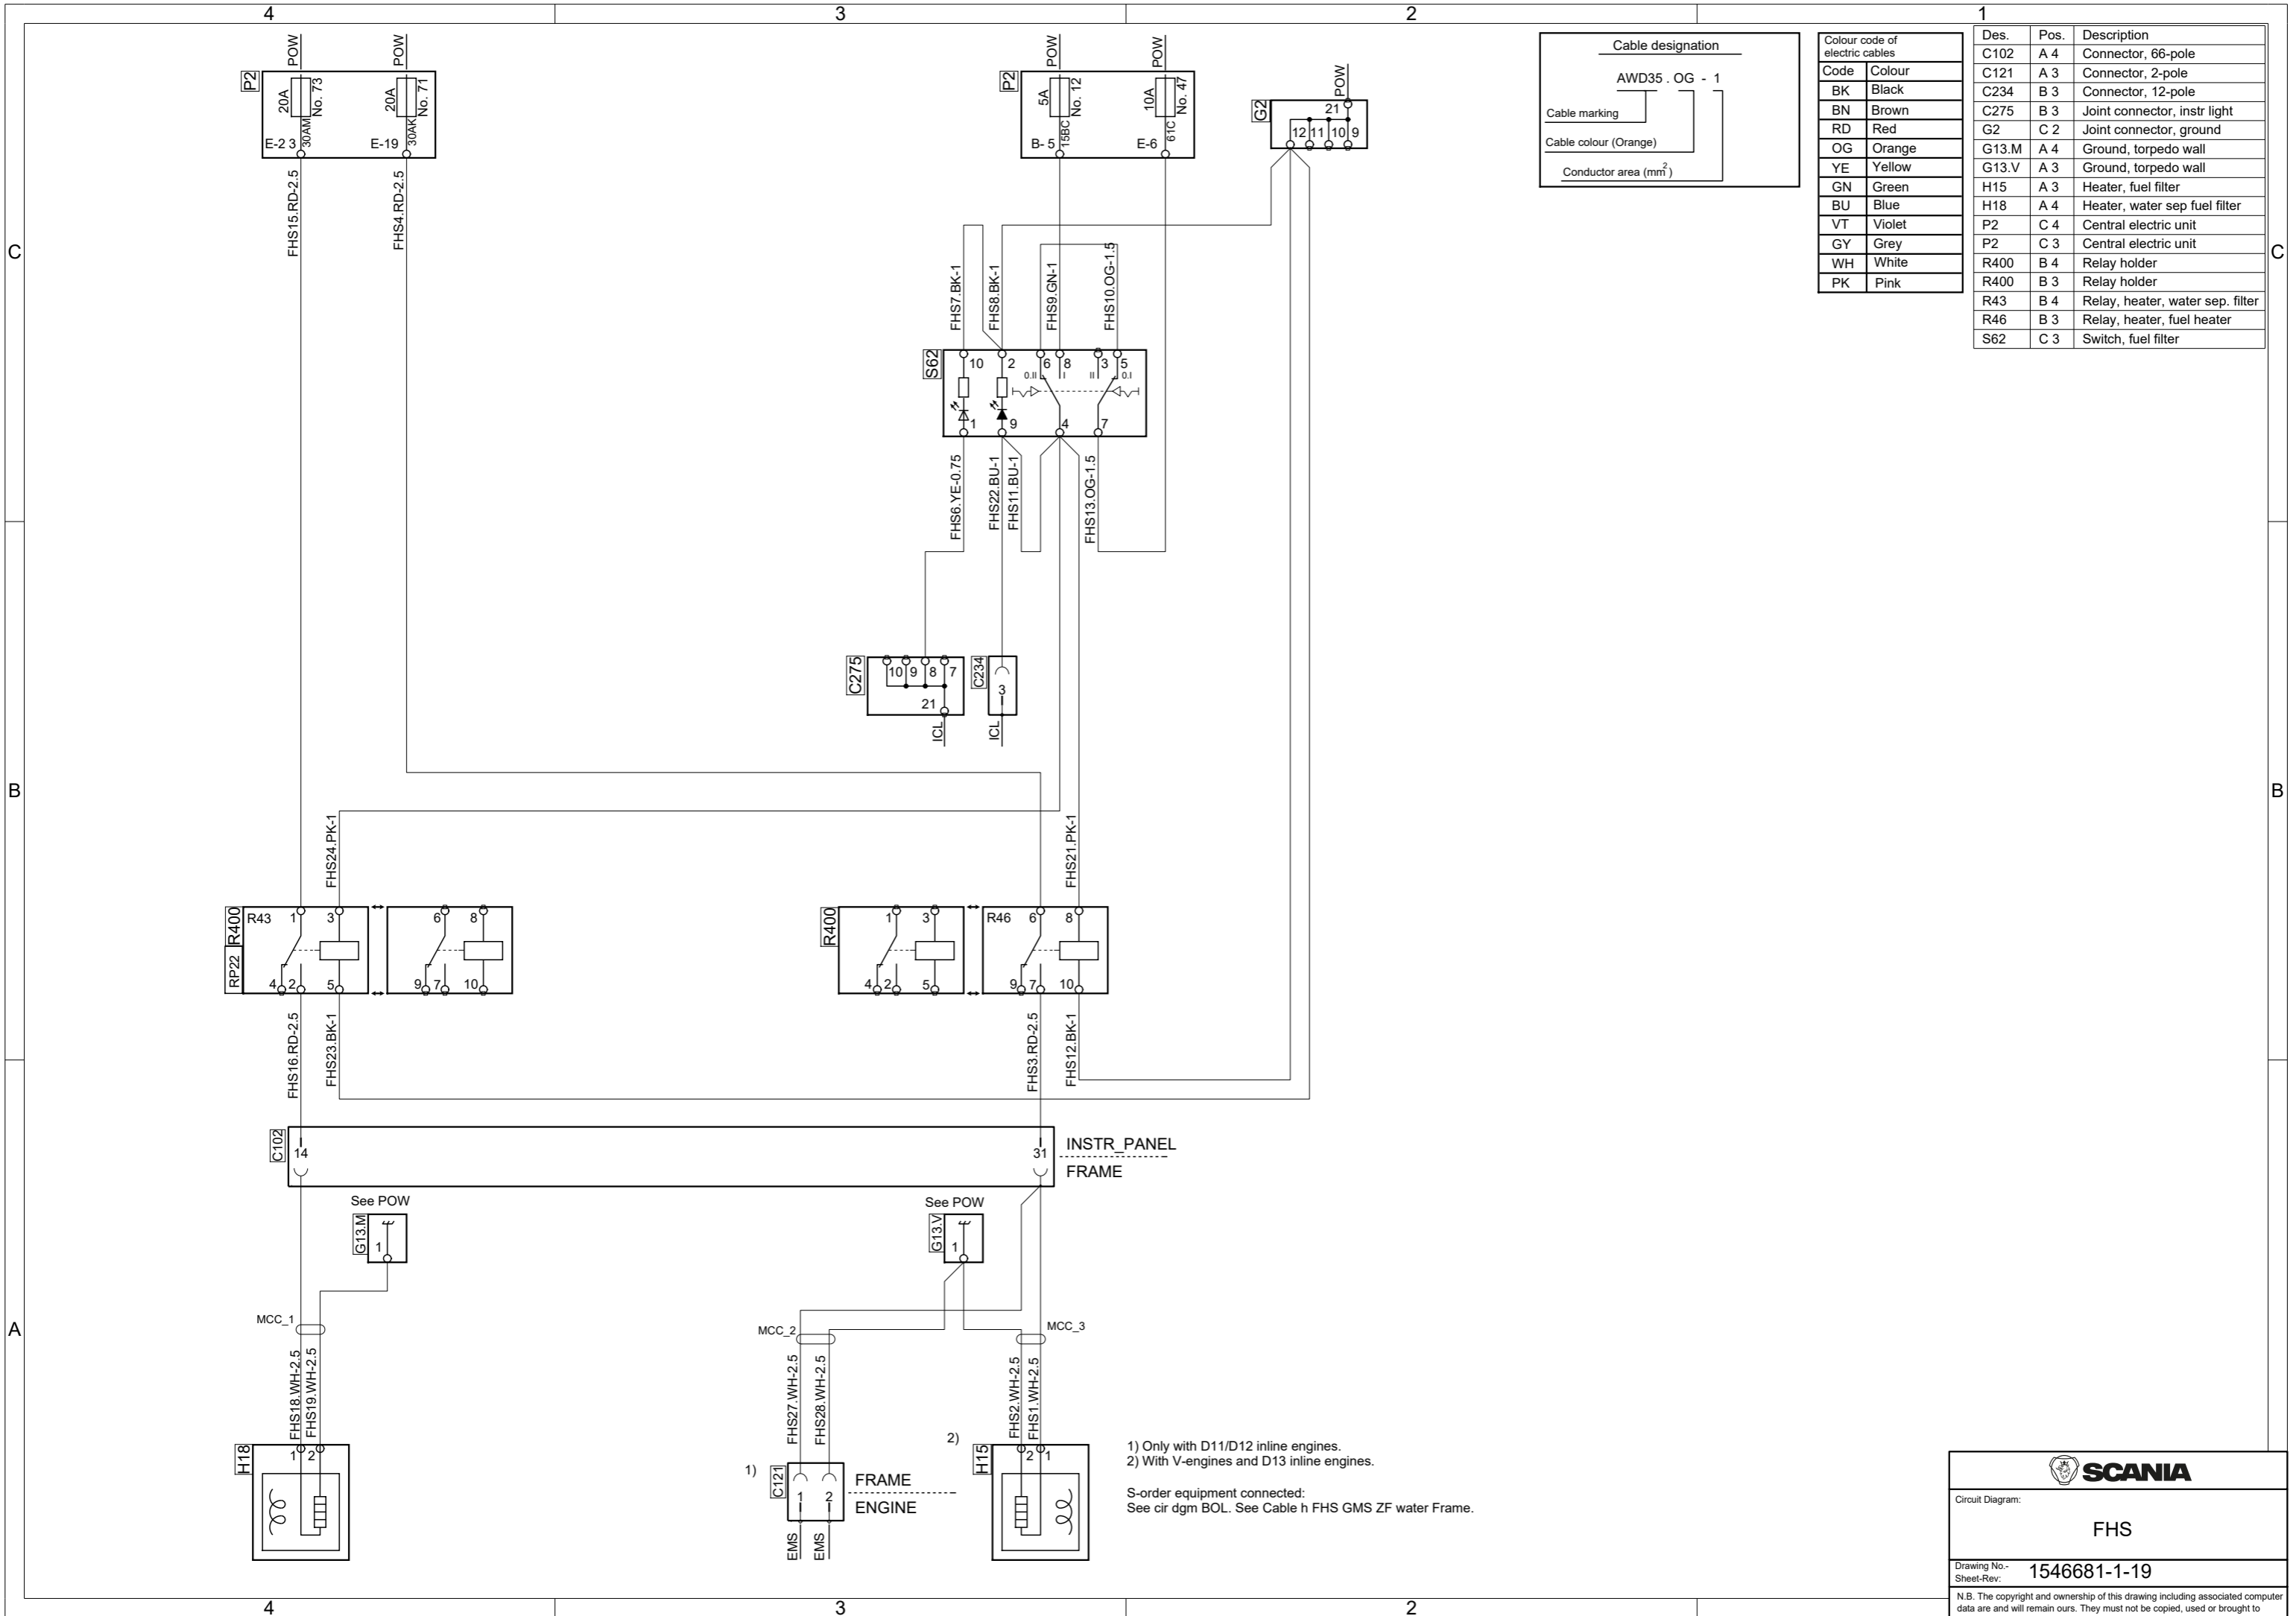 4
3
2
1
C
B
A
C
B
4
3
2
POW
POW
P2
20A
No. 73
30AM
20A
No. 71
30AK
E-2 3
E-19
FHS15.RD-2.5
FHS4.RD-2.5
POW
POW
P2
5A
No. 12
15BC
10A
No. 47
61C
B- 5
E-6
POW
G2
21
12 11 10 9
FHS7.BK-1
FHS8.BK-1
FHS9.GN-1
FHS10.OG-1.5
S62
10 2 6 8 3 5
0.II I II 0.I
1 9 4 7
FHS6.YE-0.75
FHS22.BU-1
FHS11.BU-1
FHS13.OG-1.5
C275
10 9 8 7
21
ICL
C234
3
ICL
FHS24.PK-1
FHS21.PK-1
R400
RP22
R43 1 3
4 2 5
6 8
9 7 10
R400
1 3
4 2 5
R46 6 8
9 7 10
FHS16.RD-2.5
FHS23.BK-1
FHS3.RD-2.5
FHS12.BK-1
C102
14
31
INSTR_PANEL
FRAME
See POW
G13.M
1
See POW
G13.V
1
MCC_1
MCC_2
MCC_3
FHS18.WH-2.5
FHS19.WH-2.5
FHS27.WH-2.5
FHS28.WH-2.5
FHS2.WH-2.5
FHS1.WH-2.5
H18
1 2
1)
C121
1 2
FRAME
ENGINE
EMS
EMS
2)
H15
2 1
1) Only with D11/D12 inline engines.
2) With V-engines and D13 inline engines.
S-order equipment connected:
See cir dgm BOL. See Cable h FHS GMS ZF water Frame.
Cable designation
AWD35 . OG - 1
Cable marking
Cable colour (Orange)
Conductor area (mm2)
Colour code of
electric cables
Code Colour
BK Black
BN Brown
RD Red
OG Orange
YE Yellow
GN Green
BU Blue
VT Violet
GY Grey
WH White
PK Pink
Des. Pos. Description
C102 A 4 Connector, 66-pole
C121 A 3 Connector, 2-pole
C234 B 3 Connector, 12-pole
C275 B 3 Joint connector, instr light
G2 C 2 Joint connector, ground
G13.M A 4 Ground, torpedo wall
G13.V A 3 Ground, torpedo wall
H15 A 3 Heater, fuel filter
H18 A 4 Heater, water sep fuel filter
P2 C 4 Central electric unit
P2 C 3 Central electric unit
R400 B 4 Relay holder
R400 B 3 Relay holder
R43 B 4 Relay, heater, water sep. filter
R46 B 3 Relay, heater, fuel heater
S62 C 3 Switch, fuel filter
SCANIA
Circuit Diagram:
FHS
Drawing No.-
Sheet-Rev: 1546681-1-19
N.B. The copyright and ownership of this drawing including associated computer
data are and will remain ours. They must not be copied, used or brought to